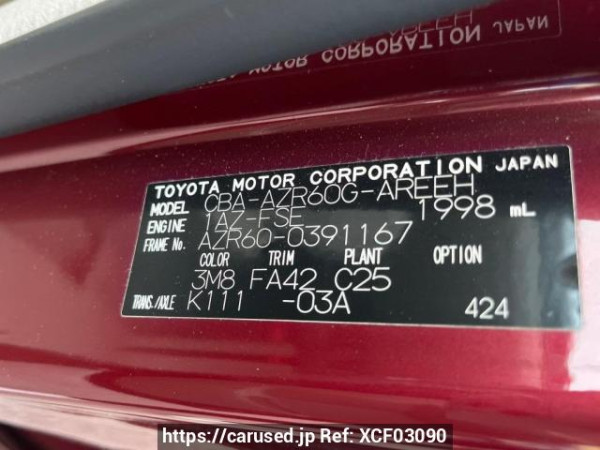 TOYOTA MOTOR CORPORATION JAPAN
MODEL CBA-AZR60G-AREEH
ENGINE 1AZ-FSE 1998 mL
FRAME No. AZR60-0391167
COLOR TRIM PLANT OPTION
3M8 FA42 C25
TRANS./AXLE K111 -03A 424
https://carused.jp Ref: XCF03090